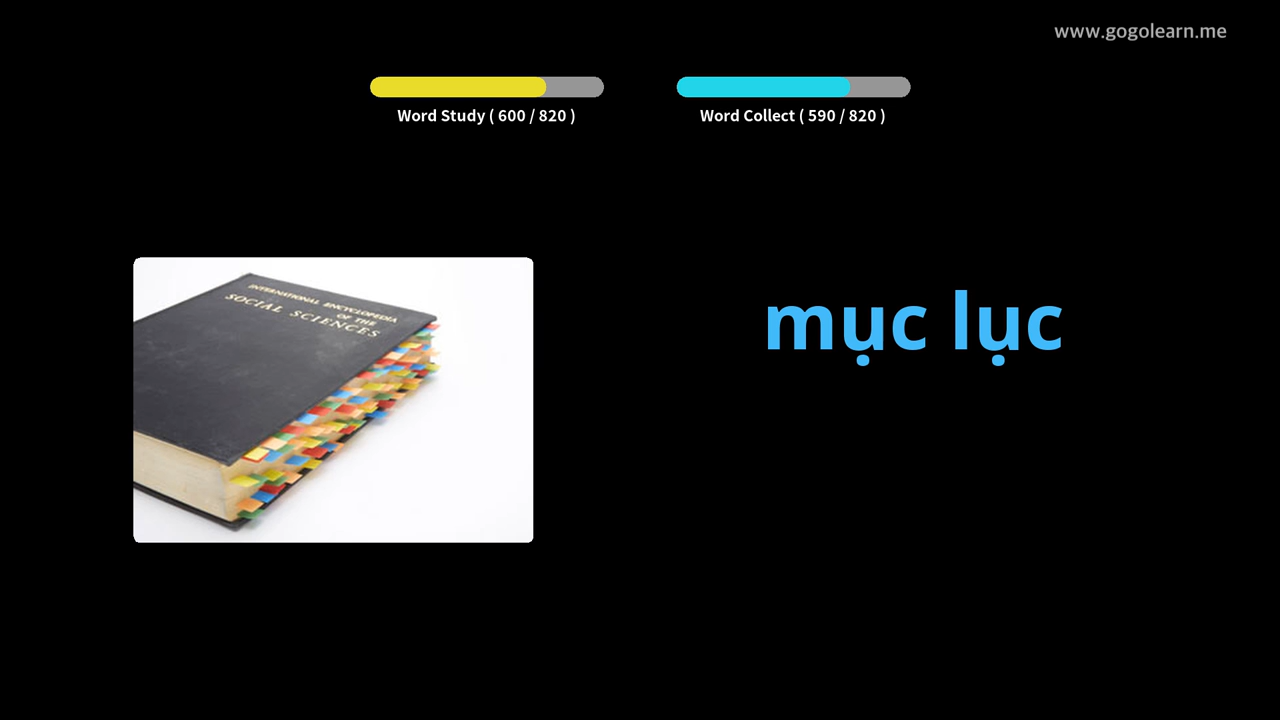 www.gogolearn.me
Word Study ( 600 / 820 )
Word Collect ( 590 / 820 )
INTERNATIONAL ENCYCLOPEDIA
OF THE
SOCIAL SCIENCES
mục lục